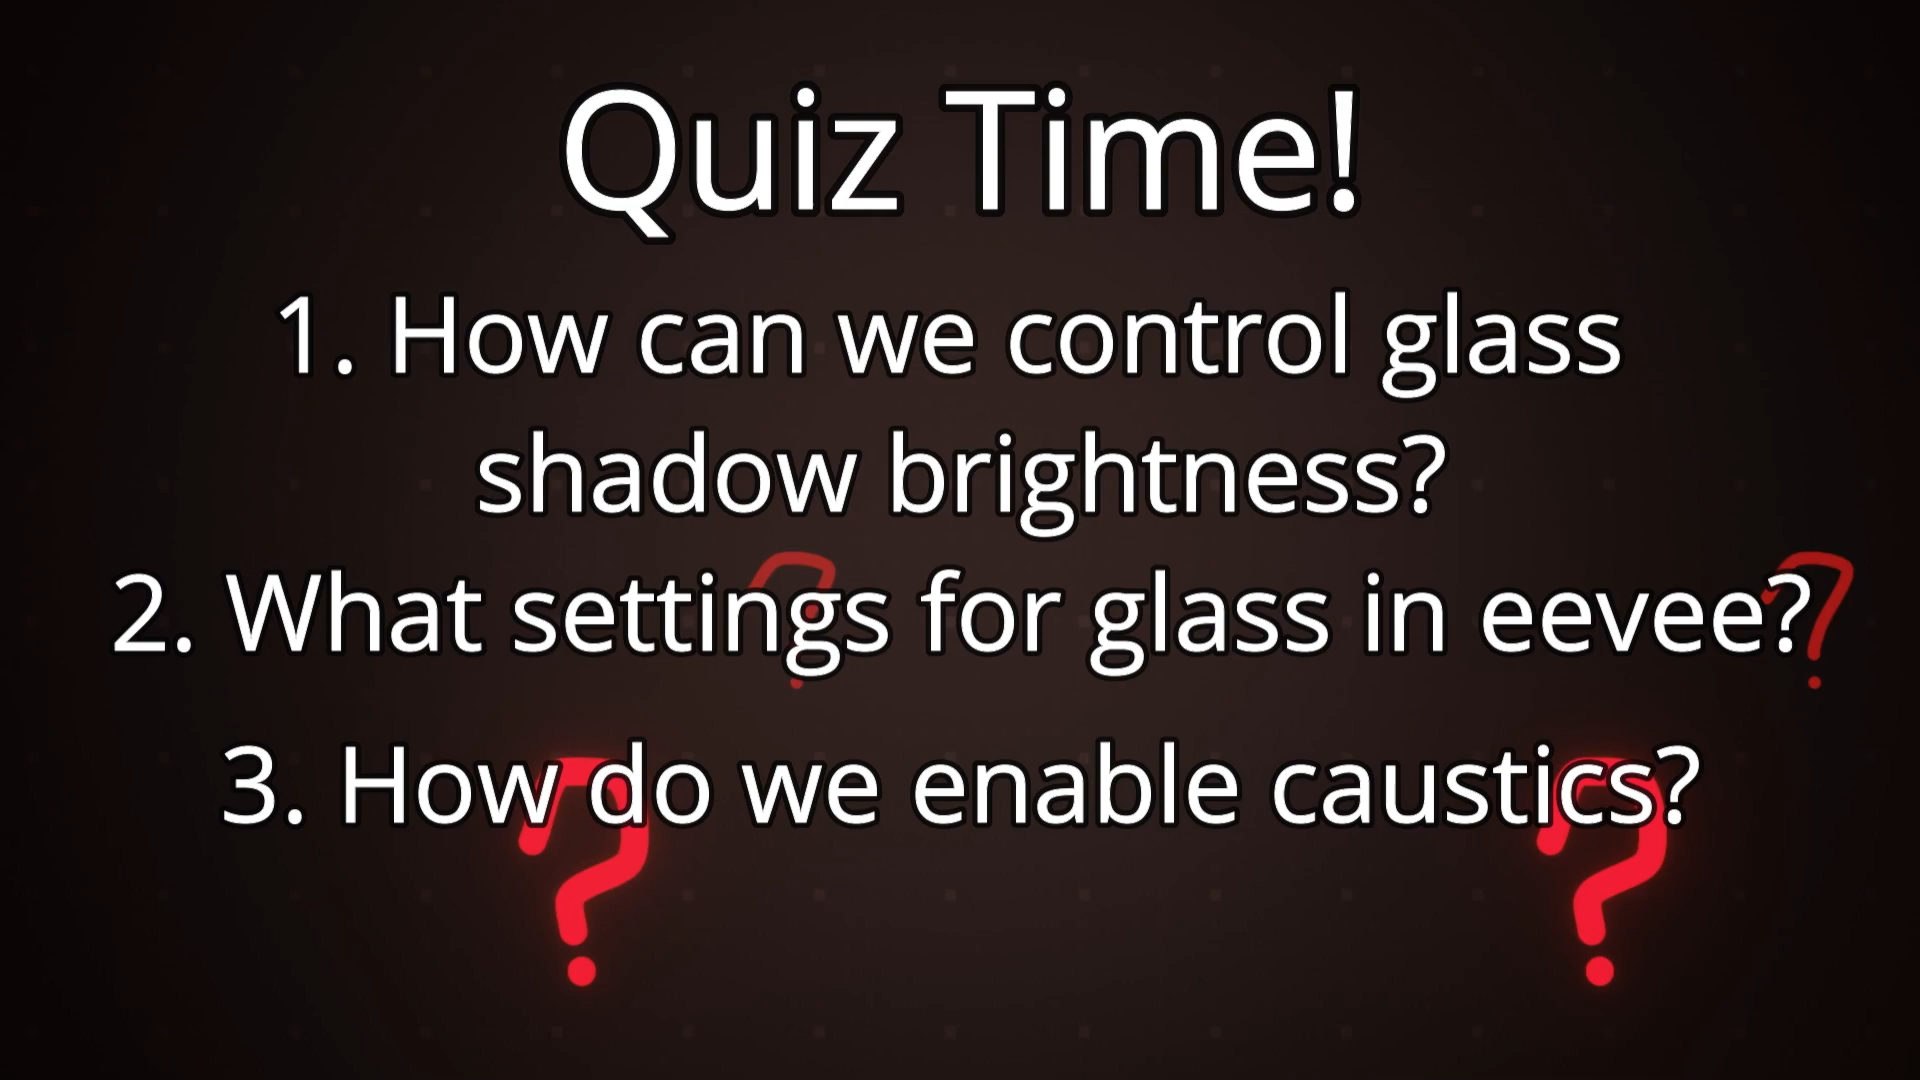 Quiz Time!
1. How can we control glass
shadow brightness?
2. What settings for glass in eevee?
3. How do we enable caustics?